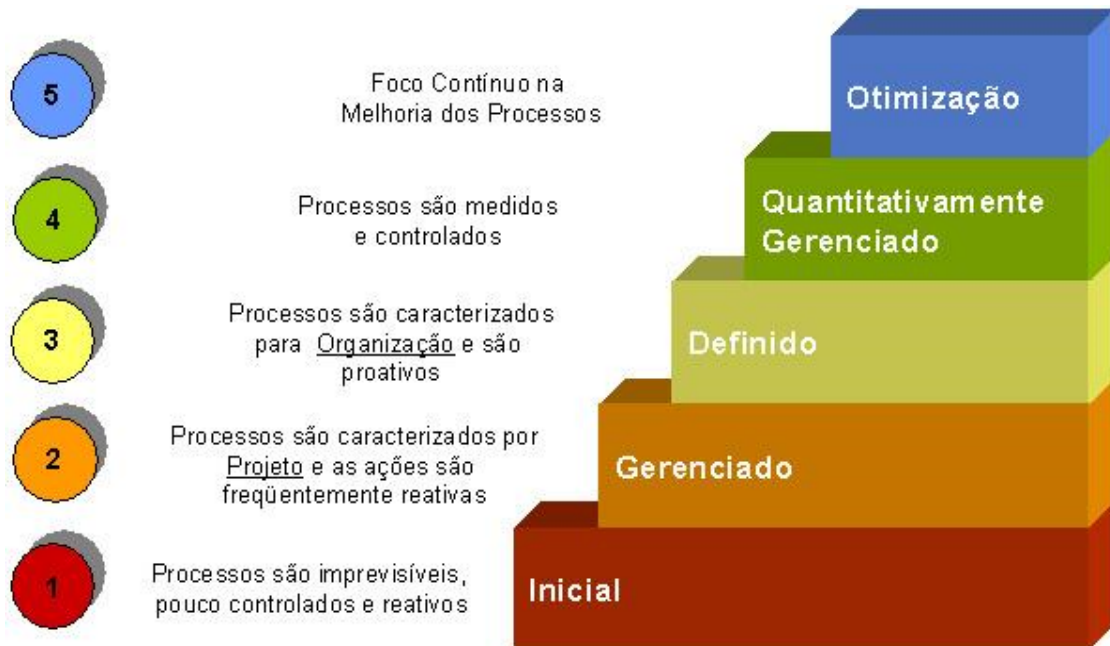 5
Foco Contínuo na
Melhoria dos Processos
Otimização
4
Processos são medidos
e controlados
Quantitativamente
Gerenciado
3
Processos são caracterizados
para Organização e são
proativos
Definido
2
Processos são caracterizados por
Projeto e as ações são
freqüentemente reativas
Gerenciado
1
Processos são imprevisíveis,
pouco controlados e reativos
Inicial